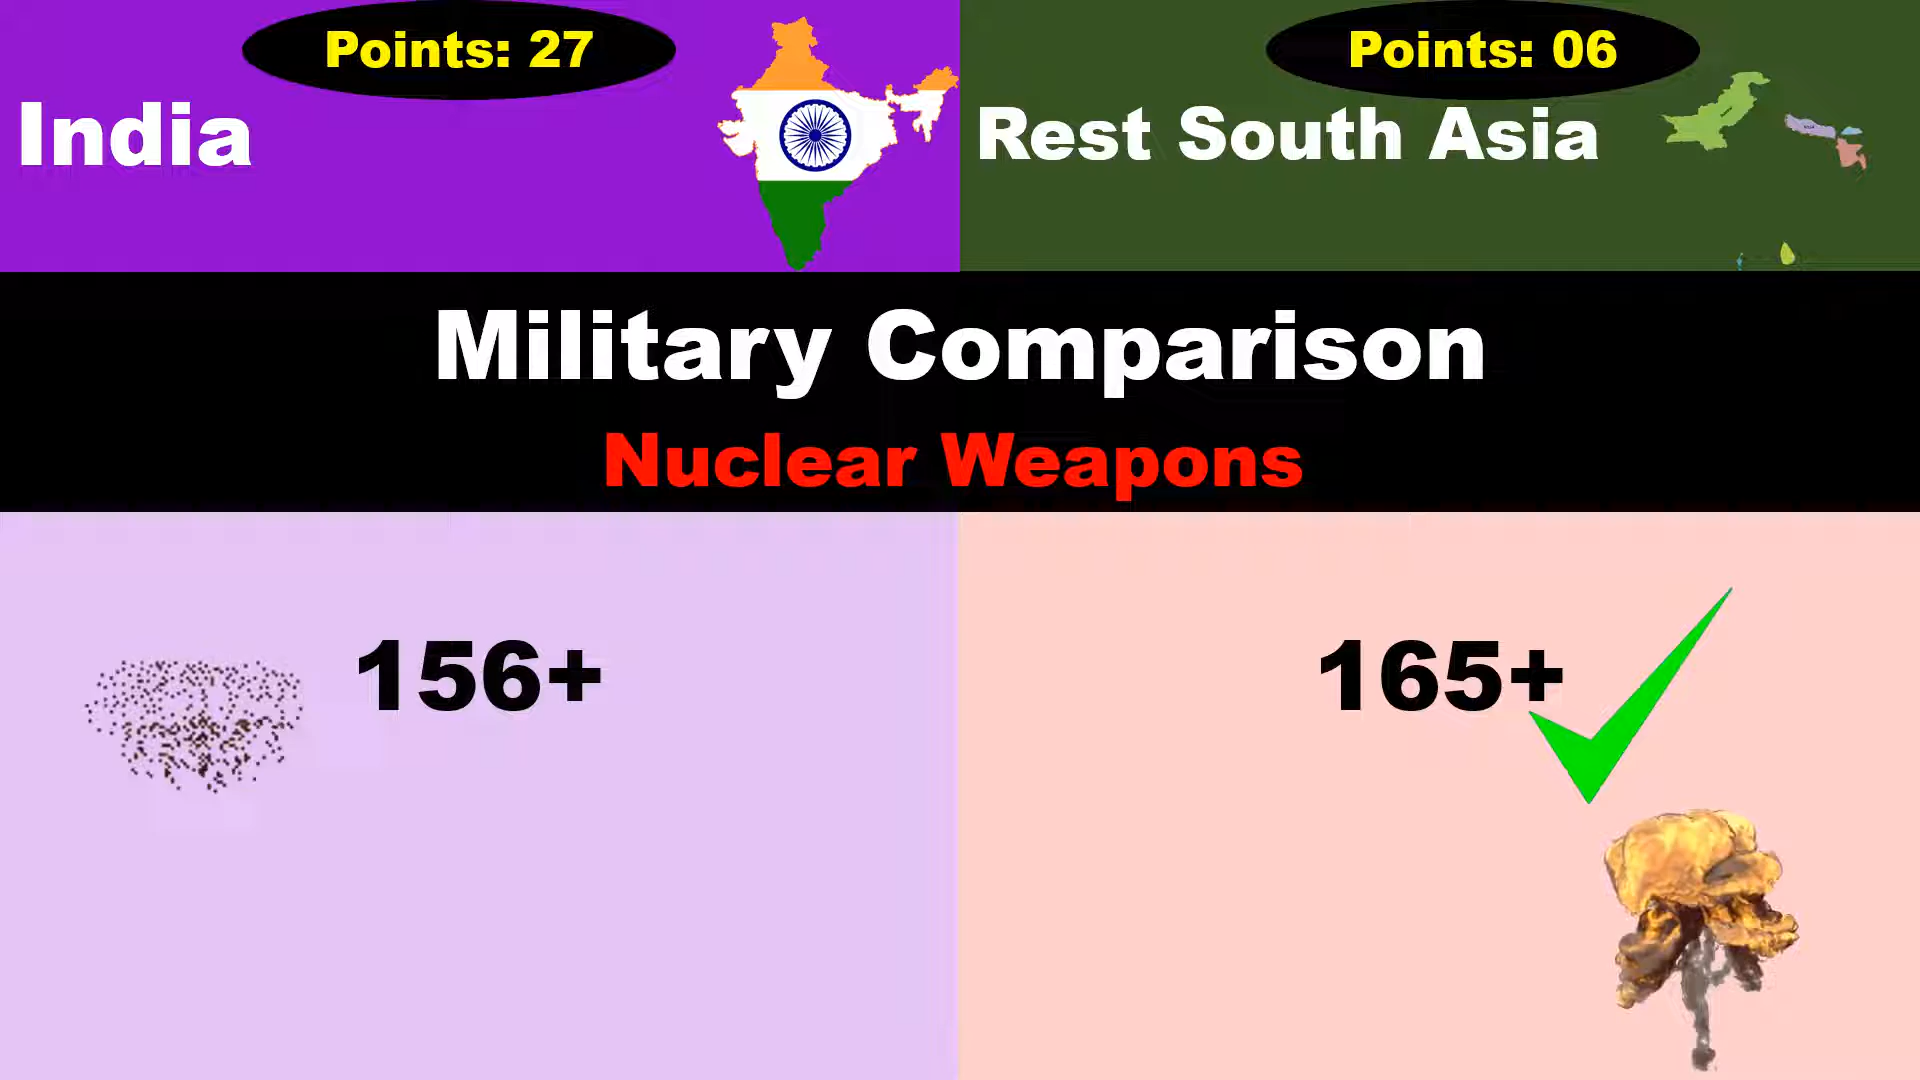 Points: 27
Points: 06
India
Rest South Asia
Military Comparison
Nuclear Weapons
156+
165+